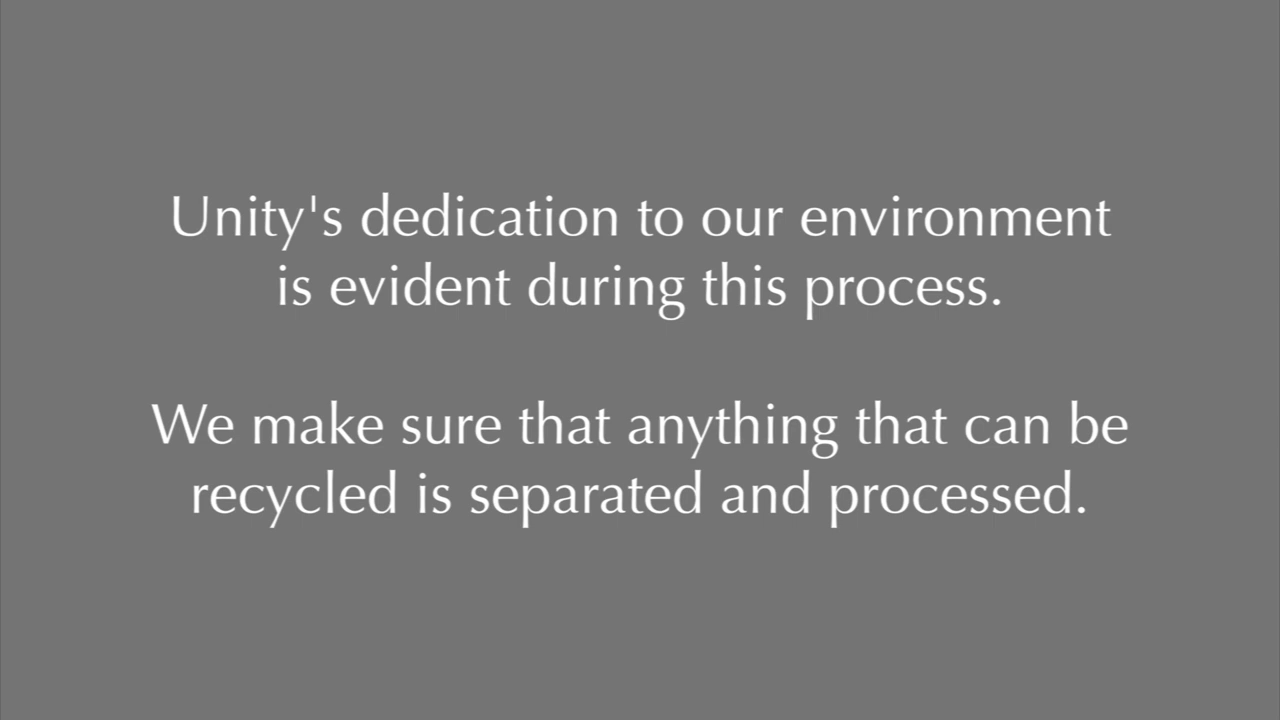 Unity's dedication to our environment
is evident during this process.
We make sure that anything that can be
recycled is separated and processed.